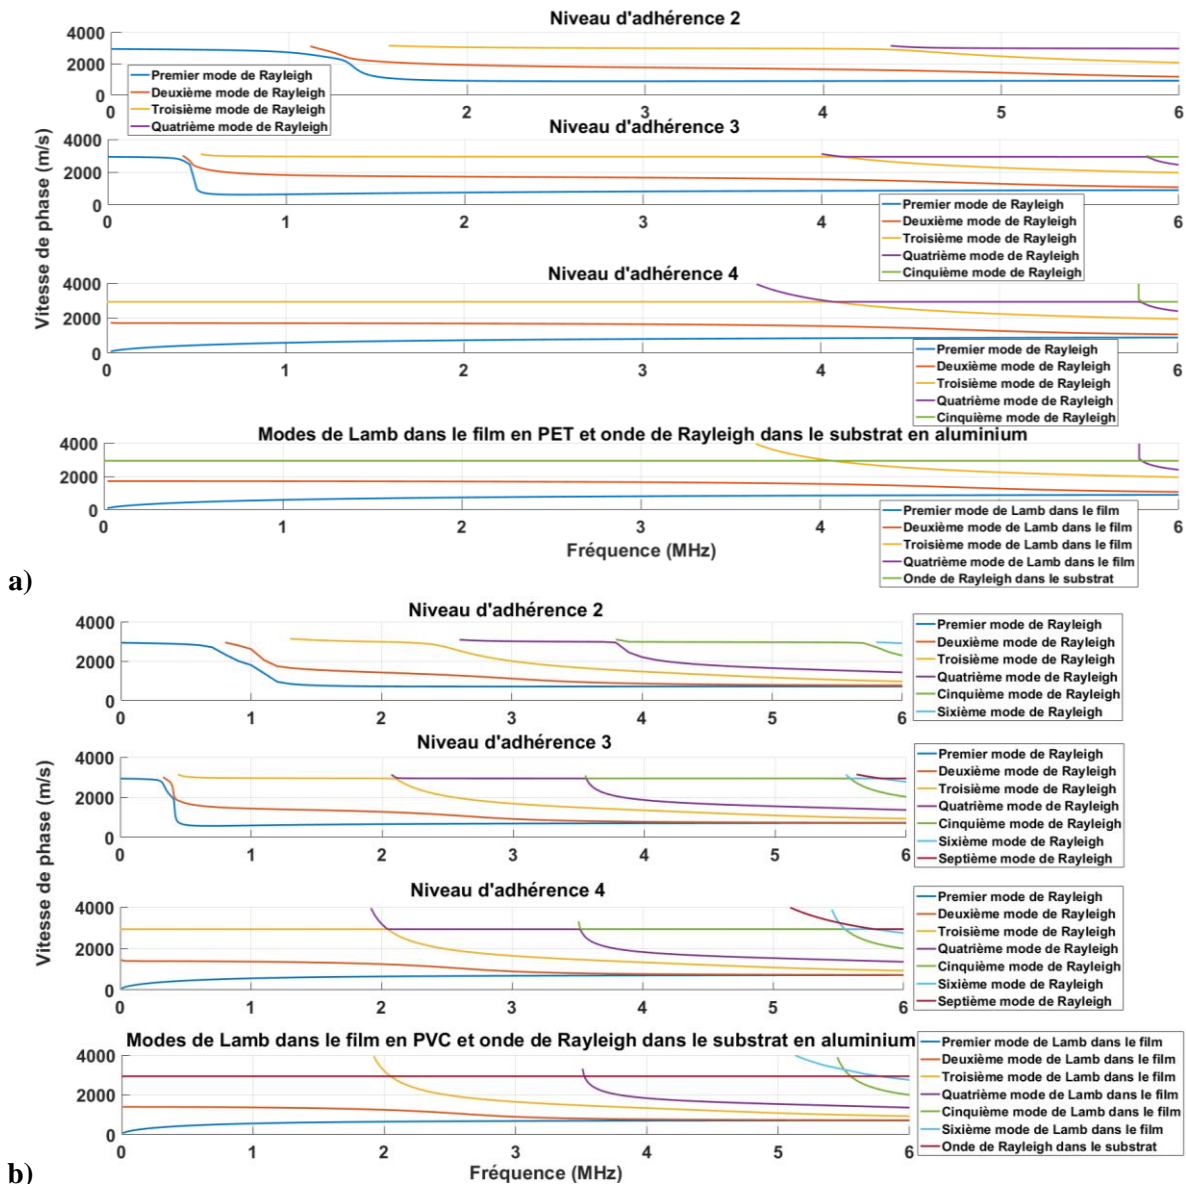 Niveau d'adhérence 2
4000
2000
0
2 3 4 5 6
Premier mode de Rayleigh
Deuxième mode de Rayleigh
Troisième mode de Rayleigh
Quatrième mode de Rayleigh
Niveau d'adhérence 3
4000
2000
0
0 1 2 3 4 6
Premier mode de Rayleigh
Deuxième mode de Rayleigh
Troisième mode de Rayleigh
Quatrième mode de Rayleigh
Cinquième mode de Rayleigh
Vitesse de phase (m/s)
Niveau d'adhérence 4
4000
2000
0
0 1 2 3 4 6
Premier mode de Rayleigh
Deuxième mode de Rayleigh
Troisième mode de Rayleigh
Quatrième mode de Rayleigh
Cinquième mode de Rayleigh
Modes de Lamb dans le film en PET et onde de Rayleigh dans le substrat en aluminium
4000
2000
0
0 1 2 3 4 6
Premier mode de Lamb dans le film
Deuxième mode de Lamb dans le film
Troisième mode de Lamb dans le film
Quatrième mode de Lamb dans le film
Onde de Rayleigh dans le substrat
Fréquence (MHz)
a)
Niveau d'adhérence 2
4000
2000
0
0 1 2 3 4 5 6
Premier mode de Rayleigh
Deuxième mode de Rayleigh
Troisième mode de Rayleigh
Quatrième mode de Rayleigh
Cinquième mode de Rayleigh
Sixième mode de Rayleigh
Niveau d'adhérence 3
4000
2000
0
0 1 2 3 4 5 6
Premier mode de Rayleigh
Deuxième mode de Rayleigh
Troisième mode de Rayleigh
Quatrième mode de Rayleigh
Cinquième mode de Rayleigh
Sixième mode de Rayleigh
Septième mode de Rayleigh
Vitesse de phase (m/s)
Niveau d'adhérence 4
4000
2000
0
0 1 2 3 4 5 6
Premier mode de Rayleigh
Deuxième mode de Rayleigh
Troisième mode de Rayleigh
Quatrième mode de Rayleigh
Cinquième mode de Rayleigh
Sixième mode de Rayleigh
Septième mode de Rayleigh
Modes de Lamb dans le film en PVC et onde de Rayleigh dans le substrat en aluminium
4000
2000
0
0 1 2 3 4 5 6
Premier mode de Lamb dans le film
Deuxième mode de Lamb dans le film
Troisième mode de Lamb dans le film
Quatrième mode de Lamb dans le film
Cinquième mode de Lamb dans le film
Sixième mode de Lamb dans le film
Onde de Rayleigh dans le substrat
Fréquence (MHz)
b)